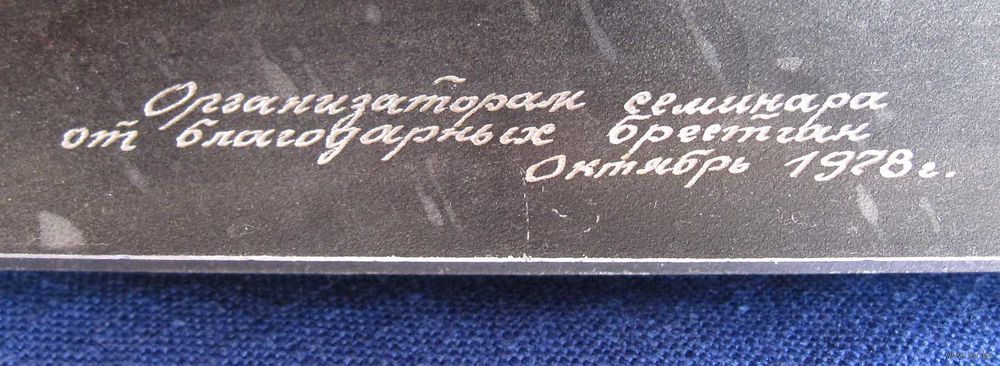 Организаторам семинара
от благодарных брестчан
Октябрь 1978г.